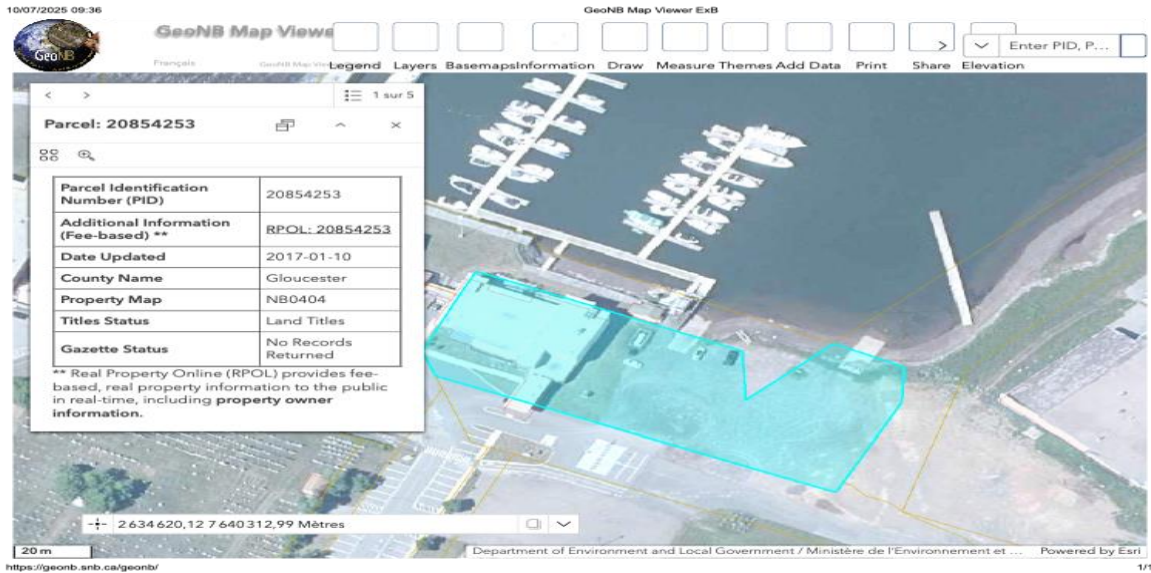 10/07/2025 09:36
GeoNB Map Viewer ExB
GeoNB
GeoNB Map Viewe
Français
GeoNB Map Vie
Legend Layers Basemaps Information Draw Measure Themes Add Data Print Share Elevation
Enter PID, P...
1 sur 5
Parcel: 20854253
Parcel Identification
Number (PID)
20854253
Additional Information
(Fee-based) **
RPOL: 20854253
Date Updated
2017-01-10
County Name
Gloucester
Property Map
NB0404
Titles Status
Land Titles
Gazette Status
No Records
Returned
** Real Property Online (RPOL) provides fee-
based, real property information to the public
in real-time, including property owner
information.
2 634 620,12 7 640 312,99 Mètres
20 m
Department of Environment and Local Government / Ministère de l'Environnement et ...
Powered by Esri
https://geonb.snb.ca/geonb/
1/1